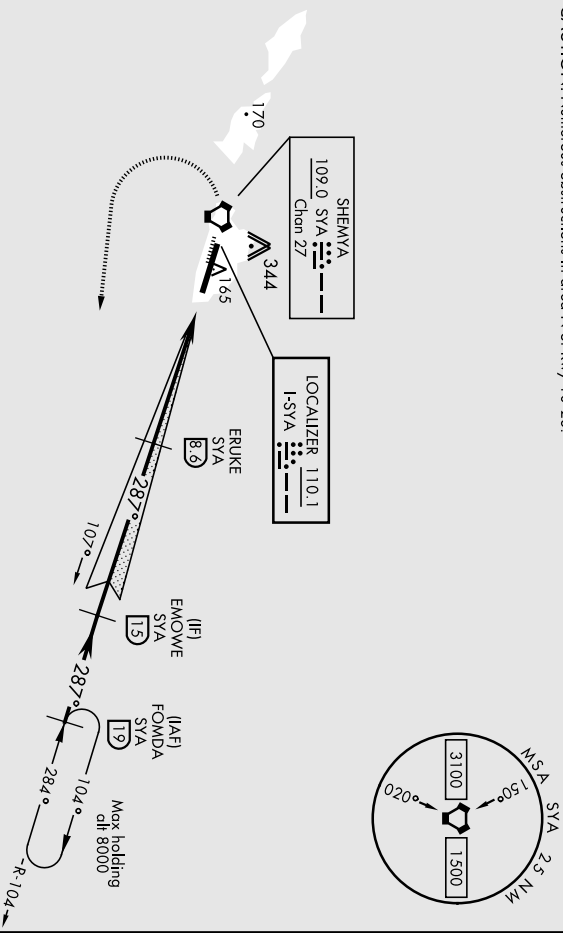 170
SHEMYA
109.0 SYA
Chan 27
344
165
LOCALIZER 110.1
I-SYA
ERUKE
SYA
8.6
287°
107°
(IF)
EMOWE
SYA
15
287°
(IAF)
FOMDA
SYA
19
284°
104°
Max holding
alt 8000
R-104
MSA SYA 25 NM
3100
1500
150°
020°